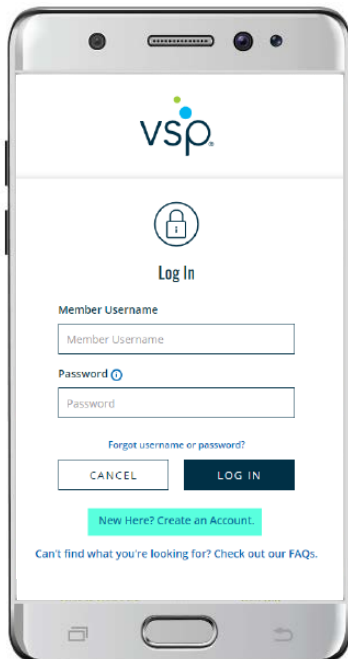 vsp.
Log In
Member Username
Member Username
Password
Password
Forgot username or password?
CANCEL LOG IN
New Here? Create an Account.
Can't find what you're looking for? Check out our FAQs.